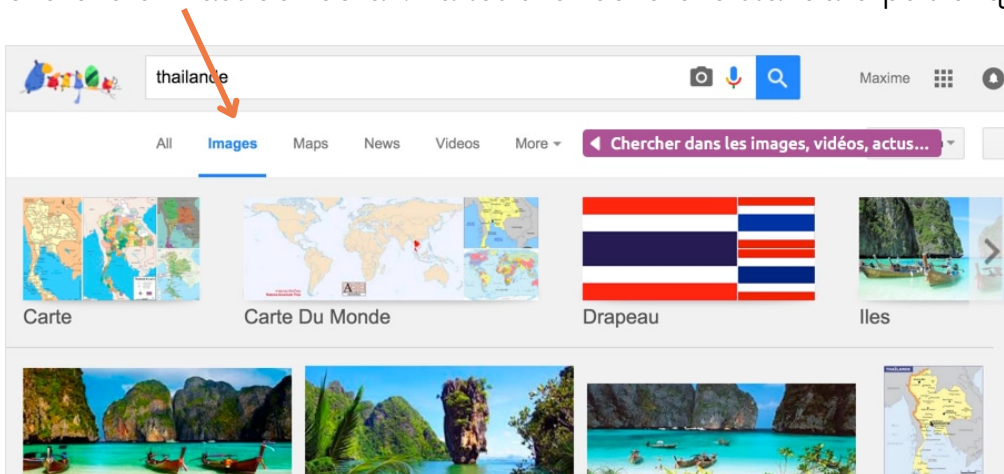 thailande
Maxime
All Images Maps News Videos More
Chercher dans les images, vidéos, actus...
Carte
Carte Du Monde
Drapeau
Iles
THAÏLANDE